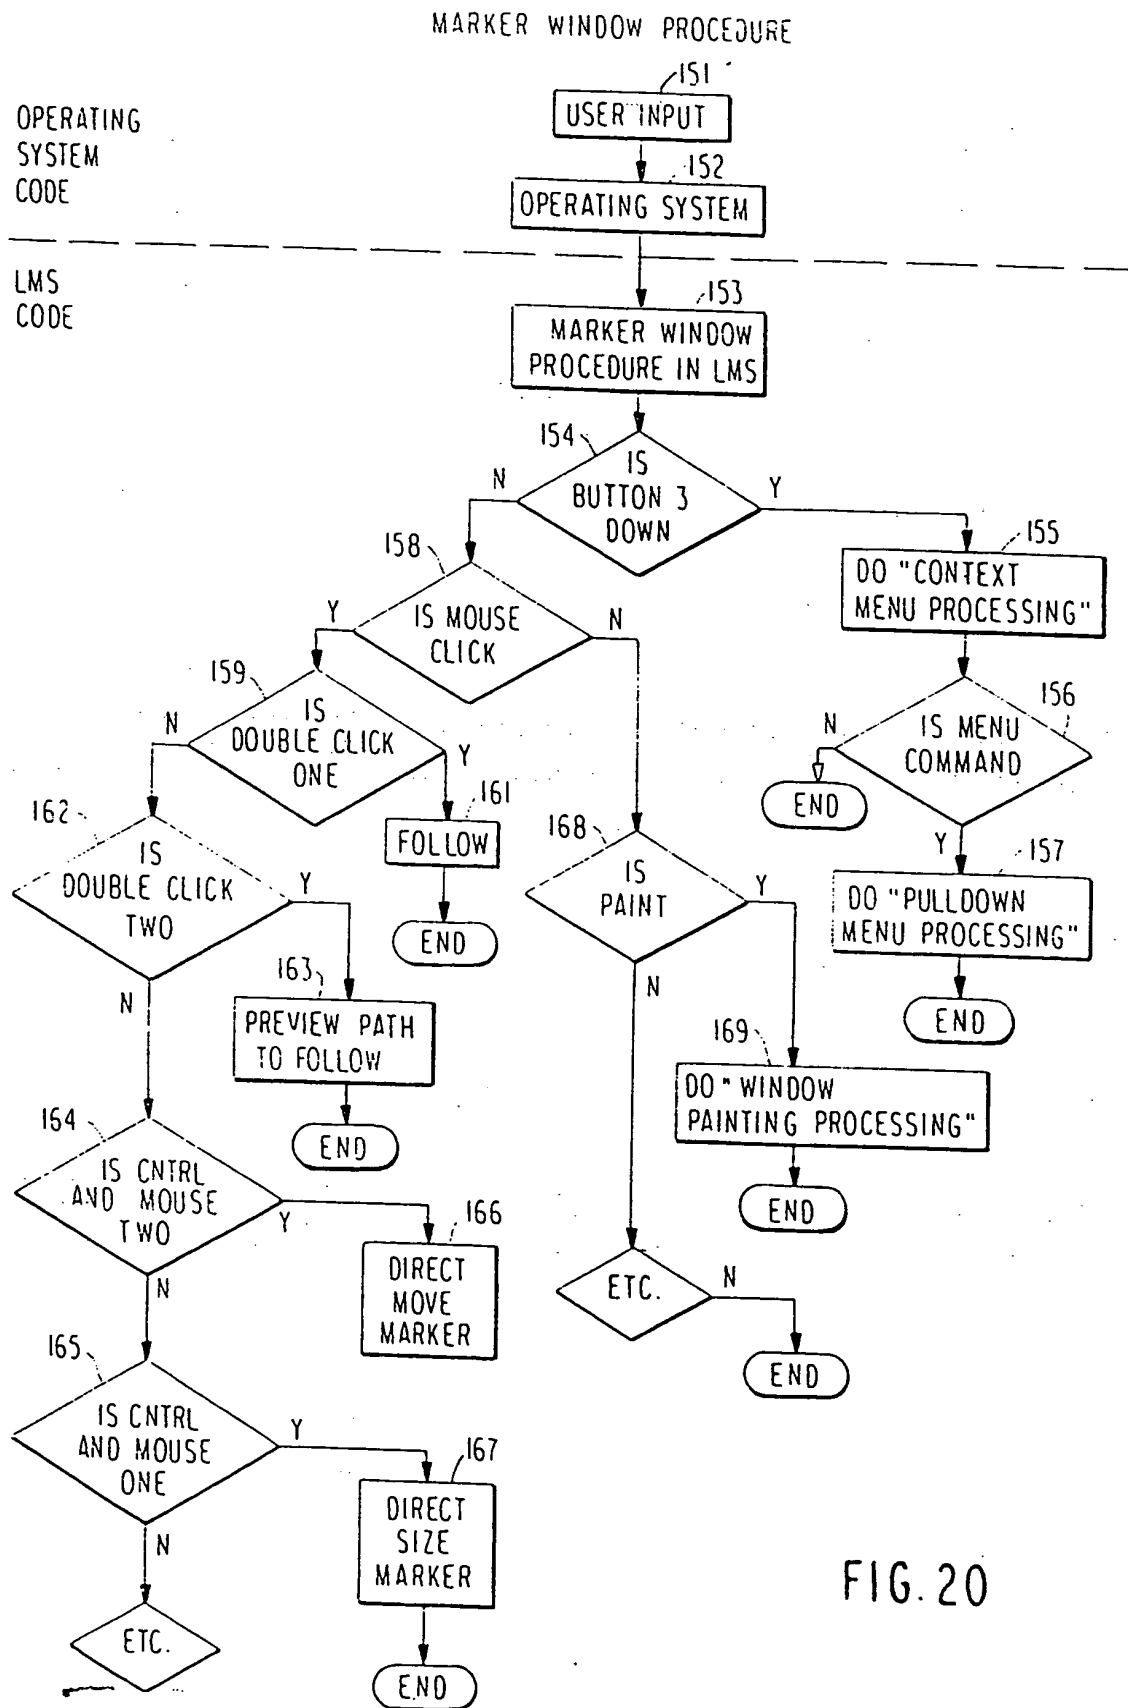 MARKER WINDOW PROCEDURE
151
USER INPUT
OPERATING
SYSTEM
CODE
152
OPERATING SYSTEM
LMS
CODE
153
MARKER WINDOW
PROCEDURE IN LMS
154
IS
BUTTON 3
DOWN
N
Y
155
DO "CONTEXT
MENU PROCESSING"
158
IS MOUSE
CLICK
Y
N
156
IS MENU
COMMAND
N
END
Y
159
IS
DOUBLE CLICK
ONE
N
Y
161
FOLLOW
END
157
DO "PULLDOWN
MENU PROCESSING"
END
162
IS
DOUBLE CLICK
TWO
Y
N
163
PREVIEW PATH
TO FOLLOW
END
168
IS
PAINT
Y
N
169
DO "WINDOW
PAINTING PROCESSING"
END
164
IS CNTRL
AND MOUSE
TWO
Y
N
166
DIRECT
MOVE
MARKER
ETC.
N
END
165
IS CNTRL
AND MOUSE
ONE
Y
N
167
DIRECT
SIZE
MARKER
END
ETC.
FIG. 20